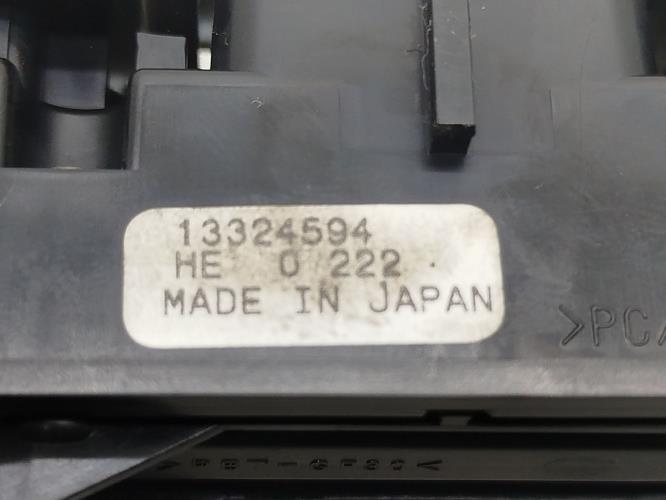 13324594
HE 0 222
MADE IN JAPAN
>PC/